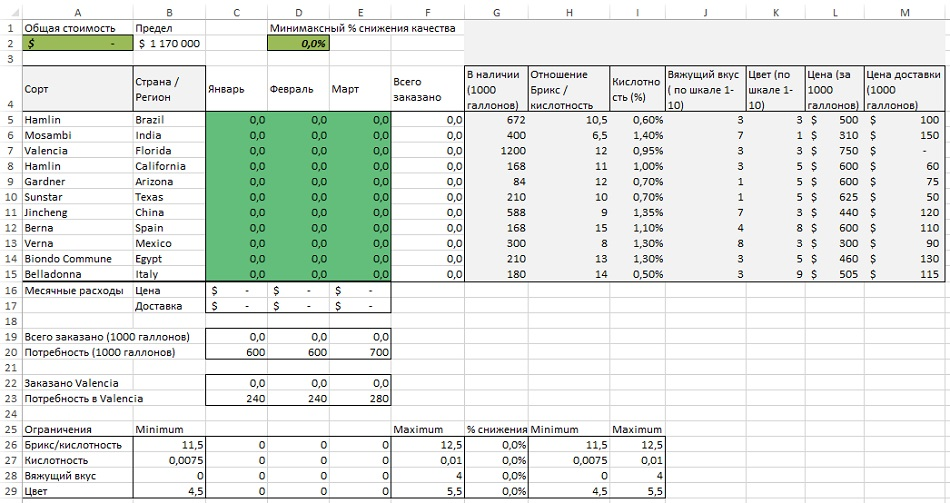 A B C D E F G H I J K L M
1 Общая стоимость Предел Минимаксный % снижения качества
2 $ - $ 1 170 000 0,0%
3
4 Сорт Страна / Регион Январь Февраль Март Всего заказано В наличии (1000 галлонов) Отношение Брикс / кислотность Кислотно сть (%) Вяжущий вкус ( по шкале 1-10) Цвет (по шкале 1-10) Цена (за 1000 галлонов) Цена доставки (1000 галлонов)
5 Hamlin Brazil 0,0 0,0 0,0 0,0 672 10,5 0,60% 3 3 $ 500 $ 100
6 Mosambi India 0,0 0,0 0,0 0,0 400 6,5 1,40% 7 1 $ 310 $ 150
7 Valencia Florida 0,0 0,0 0,0 0,0 1200 12 0,95% 3 3 $ 750 $ -
8 Hamlin California 0,0 0,0 0,0 0,0 168 11 1,00% 3 5 $ 600 $ 60
9 Gardner Arizona 0,0 0,0 0,0 0,0 84 12 0,70% 1 5 $ 600 $ 75
10 Sunstar Texas 0,0 0,0 0,0 0,0 210 10 0,70% 1 5 $ 625 $ 50
11 Jincheng China 0,0 0,0 0,0 0,0 588 9 1,35% 7 3 $ 440 $ 120
12 Berna Spain 0,0 0,0 0,0 0,0 168 15 1,10% 4 8 $ 600 $ 110
13 Verna Mexico 0,0 0,0 0,0 0,0 300 8 1,30% 8 3 $ 300 $ 90
14 Biondo Commune Egypt 0,0 0,0 0,0 0,0 210 13 1,30% 3 5 $ 460 $ 130
15 Belladonna Italy 0,0 0,0 0,0 0,0 180 14 0,50% 3 9 $ 505 $ 115
16 Месячные расходы Цена $ - $ - $ -
17 Доставка $ - $ - $ -
18
19 Всего заказано (1000 галлонов) 0,0 0,0 0,0
20 Потребность (1000 галлонов) 600 600 700
21
22 Заказано Valencia 0,0 0,0 0,0
23 Потребность в Valencia 240 240 280
24
25 Ограничения Minimum Maximum % снижения Minimum Maximum
26 Брикс/кислотность 11,5 0 0 0 12,5 0,0% 11,5 12,5
27 Кислотность 0,0075 0 0 0 0,01 0,0% 0,0075 0,01
28 Вяжущий вкус 0 0 0 0 4 0,0% 0 4
29 Цвет 4,5 0 0 0 5,5 0,0% 4,5 5,5